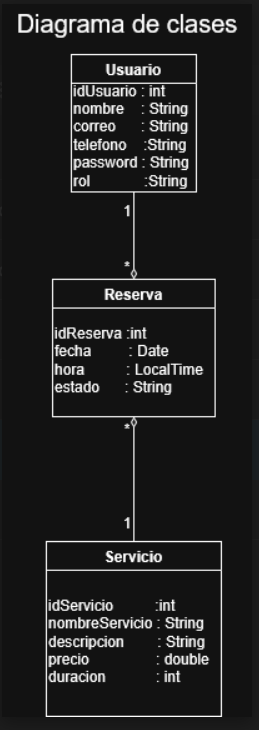 Diagrama de clases
Usuario
idUsuario : int
nombre : String
correo : String
telefono :String
password : String
rol :String
1
*
Reserva
idReserva :int
fecha : Date
hora : LocalTime
estado : String
*
1
Servicio
idServicio :int
nombreServicio : String
descripcion : String
precio : double
duracion : int